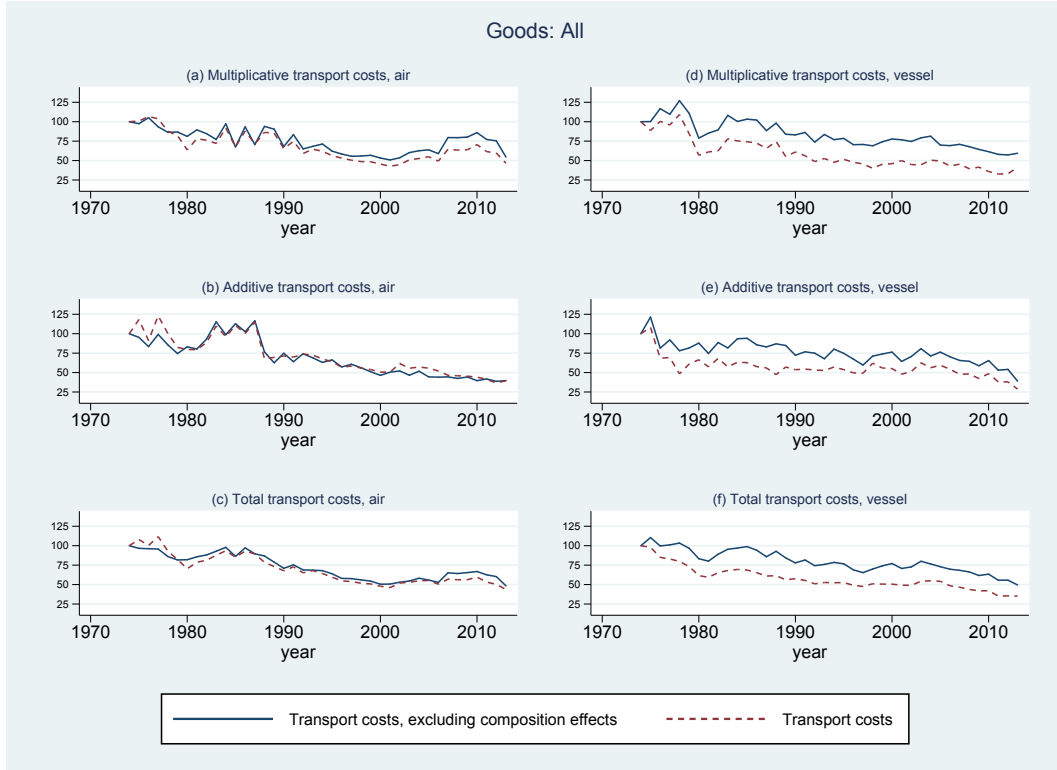 Goods: All
(a) Multiplicative transport costs, air
125
100
75
50
25
1970 1980 1990 2000 2010
year
(d) Multiplicative transport costs, vessel
125
100
75
50
25
1970 1980 1990 2000 2010
year
(b) Additive transport costs, air
125
100
75
50
25
1970 1980 1990 2000 2010
year
(e) Additive transport costs, vessel
125
100
75
50
25
1970 1980 1990 2000 2010
year
(c) Total transport costs, air
125
100
75
50
25
1970 1980 1990 2000 2010
year
(f) Total transport costs, vessel
125
100
75
50
25
1970 1980 1990 2000 2010
year
Transport costs, excluding composition effects
Transport costs